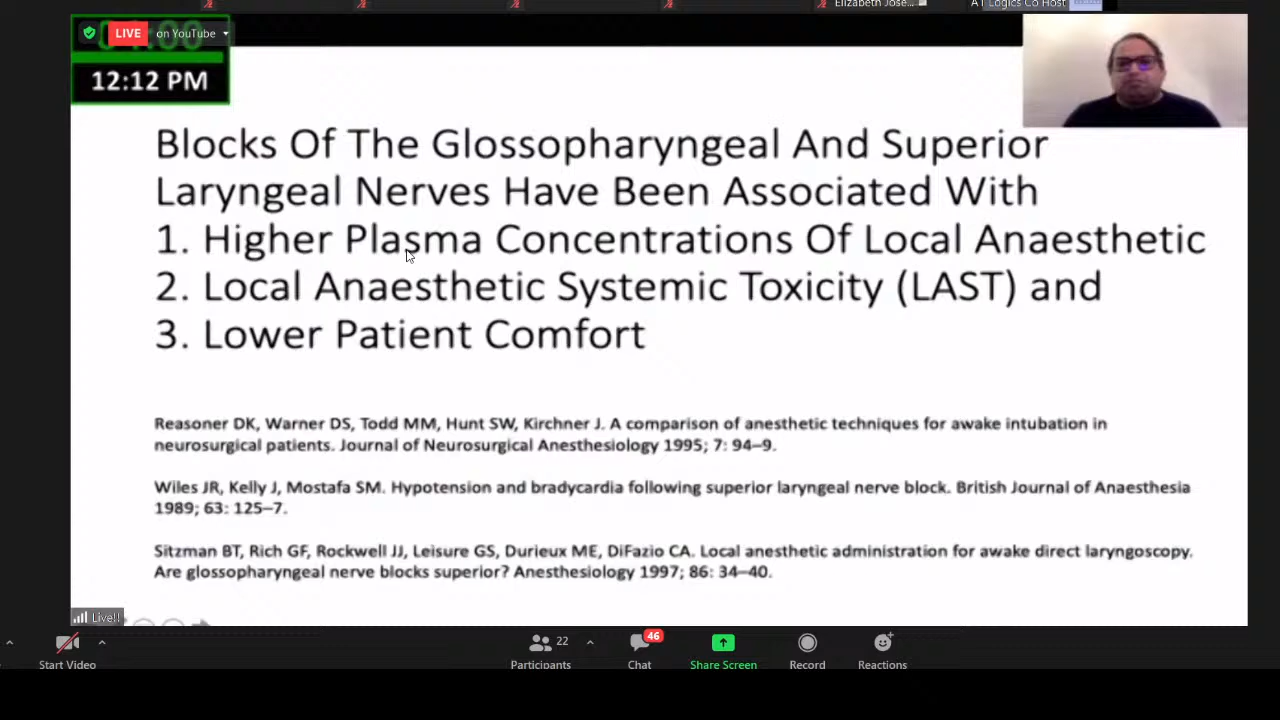 Elizabeth Jose...
A T Logics Co Host
LIVE on YouTube
12:12 PM
Blocks Of The Glossopharyngeal And Superior
Laryngeal Nerves Have Been Associated With
1. Higher Plasma Concentrations Of Local Anaesthetic
2. Local Anaesthetic Systemic Toxicity (LAST) and
3. Lower Patient Comfort
Reasoner DK, Warner DS, Todd MM, Hunt SW, Kirchner J. A comparison of anesthetic techniques for awake intubation in
neurosurgical patients. Journal of Neurosurgical Anesthesiology 1995; 7: 94–9.
Wiles JR, Kelly J, Mostafa SM. Hypotension and bradycardia following superior laryngeal nerve block. British Journal of Anaesthesia
1989; 63: 125–7.
Sitzman BT, Rich GF, Rockwell JJ, Leisure GS, Durieux ME, DiFazio CA. Local anesthetic administration for awake direct laryngoscopy.
Are glossopharyngeal nerve blocks superior? Anesthesiology 1997; 86: 34–40.
Live!!
22
46
Start Video
Participants
Chat
Share Screen
Record
Reactions